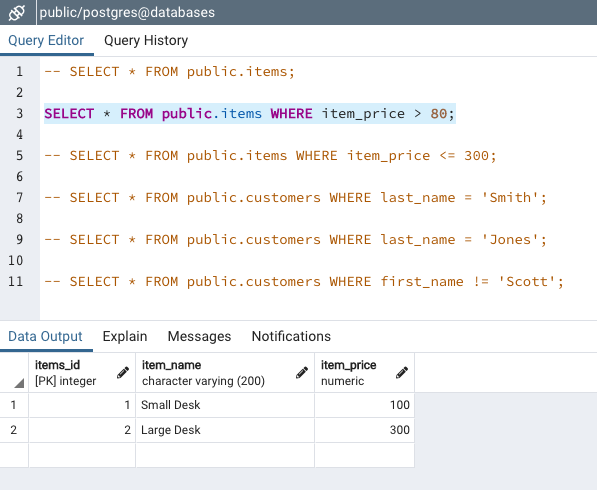 public/postgres@databases
Query Editor Query History
1 -- SELECT * FROM public.items;
2
3 SELECT * FROM public.items WHERE item_price > 80;
4
5 -- SELECT * FROM public.items WHERE item_price <= 300;
6
7 -- SELECT * FROM public.customers WHERE last_name = 'Smith';
8
9 -- SELECT * FROM public.customers WHERE last_name = 'Jones';
10
11 -- SELECT * FROM public.customers WHERE first_name != 'Scott';
Data Output Explain Messages Notifications
items_id item_name item_price
[PK] integer character varying (200) numeric
1 1 Small Desk 100
2 2 Large Desk 300